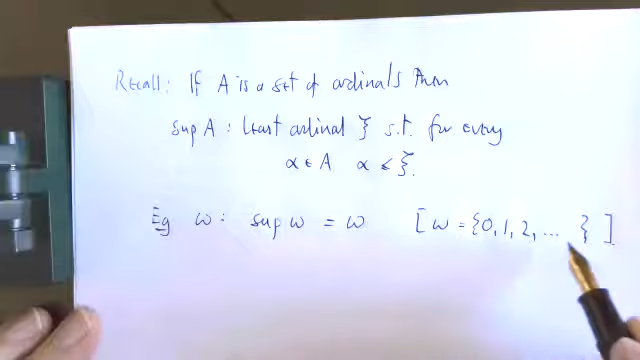 Recall: If A is a set of ordinals then
sup A : least ordinal ξ s.t. for every
α ∈ A α ≤ ξ.
Eg ω: sup ω = ω [ω = {0, 1, 2, ... }]